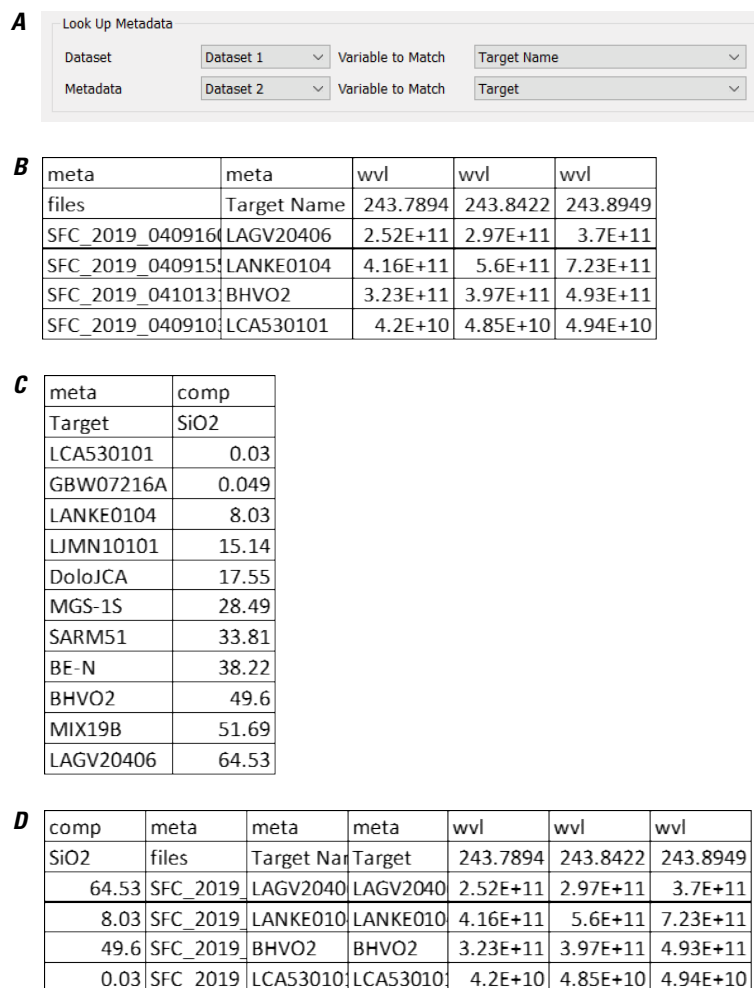 A
Look Up Metadata
Dataset Dataset 1 Variable to Match Target Name
Metadata Dataset 2 Variable to Match Target
B
meta meta wvl wvl wvl
files Target Name 243.7894 243.8422 243.8949
SFC_2019_040916 LAGV20406 2.52E+11 2.97E+11 3.7E+11
SFC_2019_040915 LANKE0104 4.16E+11 5.6E+11 7.23E+11
SFC_2019_041013 BHVO2 3.23E+11 3.97E+11 4.93E+11
SFC_2019_040910 LCA530101 4.2E+10 4.85E+10 4.94E+10
C
meta comp
Target SiO2
LCA530101 0.03
GBW07216A 0.049
LANKE0104 8.03
LJMN10101 15.14
DoloJCA 17.55
MGS-1S 28.49
SARM51 33.81
BE-N 38.22
BHVO2 49.6
MIX19B 51.69
LAGV20406 64.53
D
comp meta meta meta wvl wvl wvl
SiO2 files Target Nar Target 243.7894 243.8422 243.8949
64.53 SFC_2019_ LAGV2040 LAGV2040 2.52E+11 2.97E+11 3.7E+11
8.03 SFC_2019_ LANKE010 LANKE010 4.16E+11 5.6E+11 7.23E+11
49.6 SFC_2019_ BHVO2 BHVO2 3.23E+11 3.97E+11 4.93E+11
0.03 SFC_2019_ LCA53010 LCA53010 4.2E+10 4.85E+10 4.94E+10